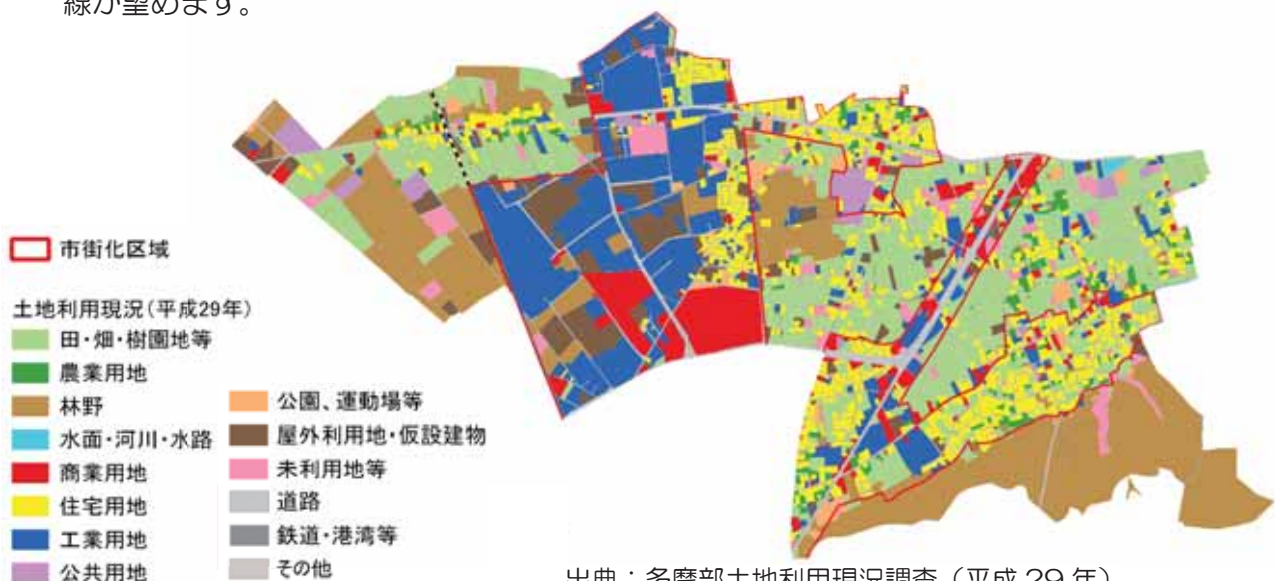 線が望めます。
市街化区域
土地利用現況(平成29年)
田・畑・樹園地等
農業用地
林野
水面・河川・水路
商業用地
住宅用地
工業用地
公共用地
公園、運動場等
屋外利用地・仮設建物
未利用地等
道路
鉄道・港湾等
その他
出典：多摩部土地利用現況調査（平成 29 年）